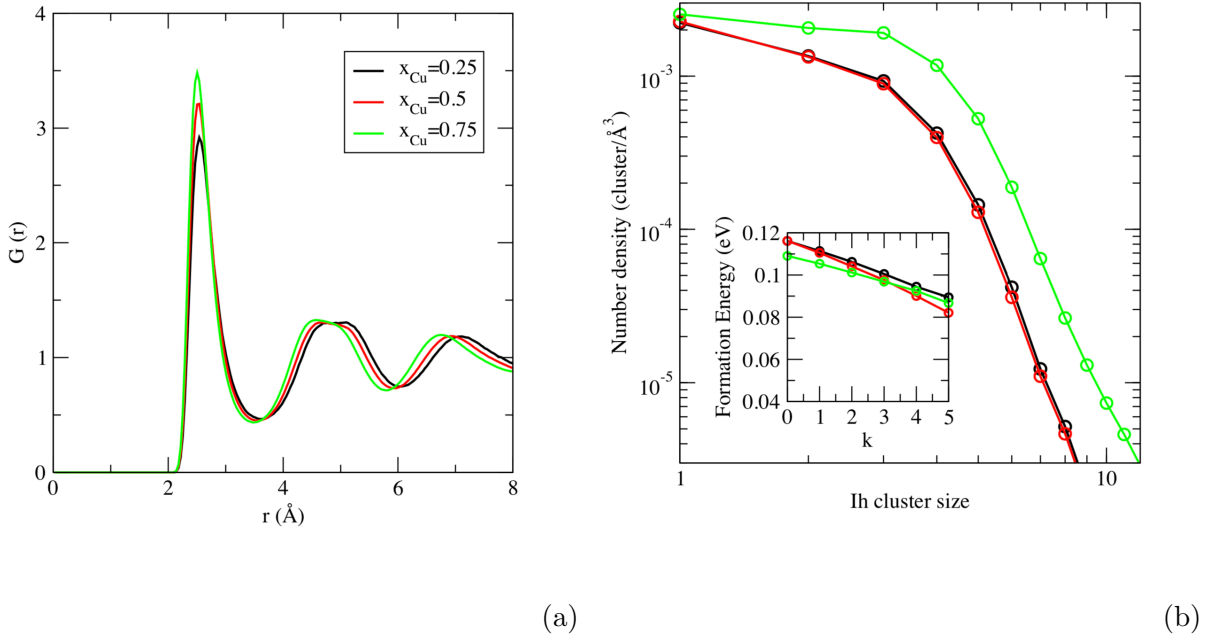 G (r)
4
3
2
1
0
0
2
4
6
8
r (Å)
x_Cu=0.25
x_Cu=0.5
x_Cu=0.75
(a)
Number density (cluster/Å^3)
10^-3
10^-4
10^-5
1
10
Ih cluster size
Formation Energy (eV)
0.12
0.1
0.08
0.06
0.04
0 1 2 3 4 5
k
(b)